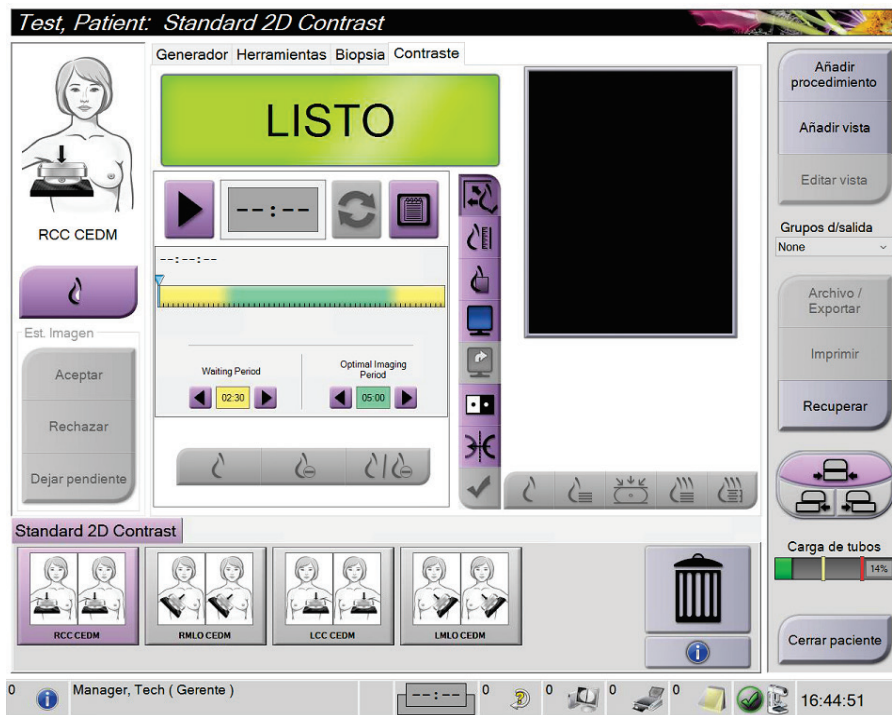 Test, Patient: Standard 2D Contrast
Generador Herramientas Biopsia Contraste
LISTO
--:--
RCC CEDM
--:--:--
Waiting Period
Optimal Imaging
Period
02:30
05:00
Est. Imagen
Aceptar
Rechazar
Dejar pendiente
Añadir
procedimiento
Añadir vista
Editar vista
Grupos d/salida
None
Archivo /
Exportar
Imprimir
Recuperar
Carga de tubos
14%
Cerrar paciente
Standard 2D Contrast
RCC CEDM
RMLO CEDM
LCC CEDM
LMLO CEDM
0 Manager, Tech ( Gerente ) --:-- 0 0 0 0 16:44:51